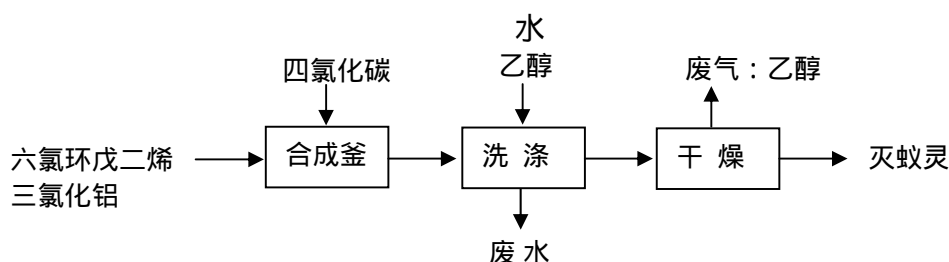 水
乙醇
四氯化碳
废气：乙醇
六氯环戊二烯
三氯化铝
合成釜
洗 涤
干 燥
灭蚁灵
废 水